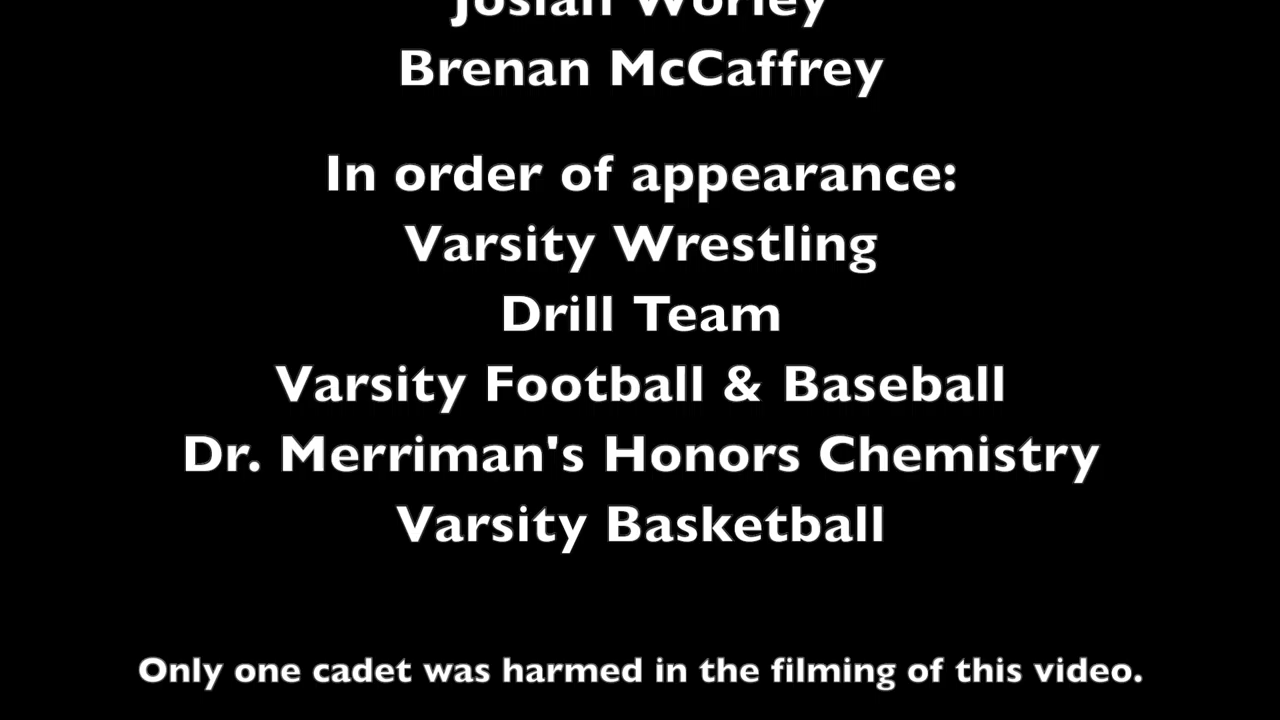 Josiah Worley
Brenan McCaffrey
In order of appearance:
Varsity Wrestling
Drill Team
Varsity Football & Baseball
Dr. Merriman's Honors Chemistry
Varsity Basketball
Only one cadet was harmed in the filming of this video.